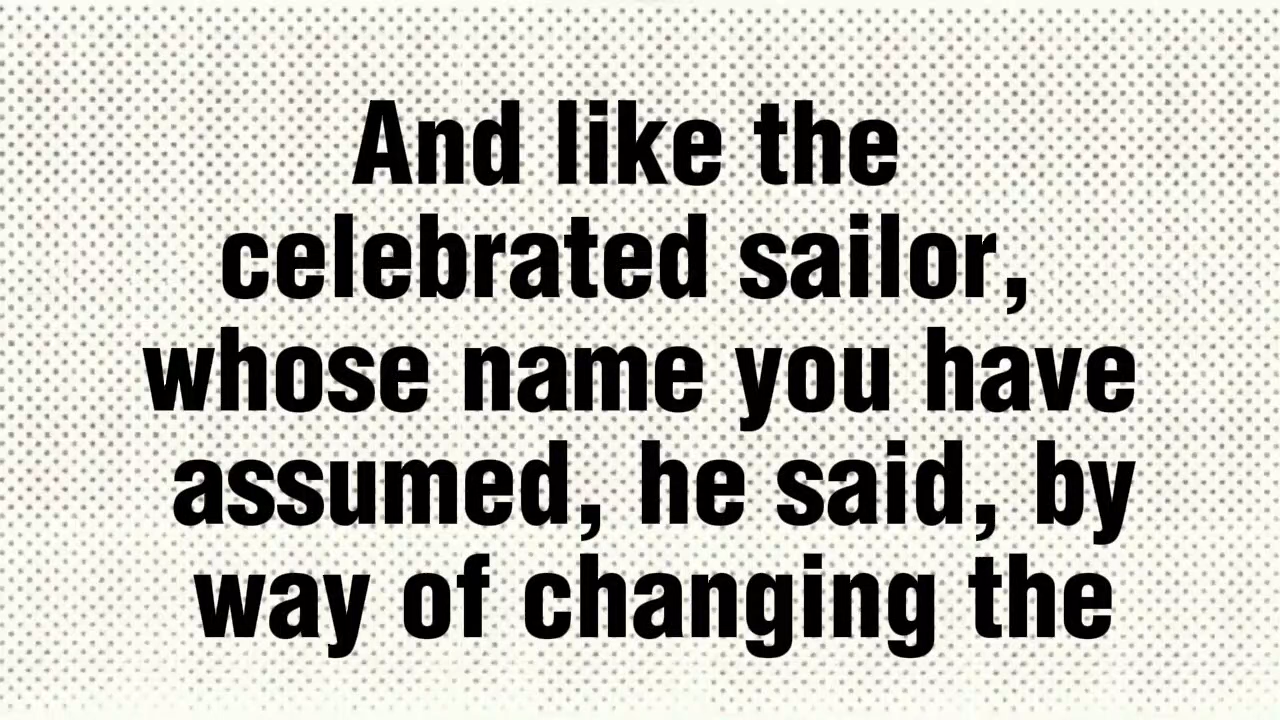 And like the
celebrated sailor,
whose name you have
assumed, he said, by
way of changing the